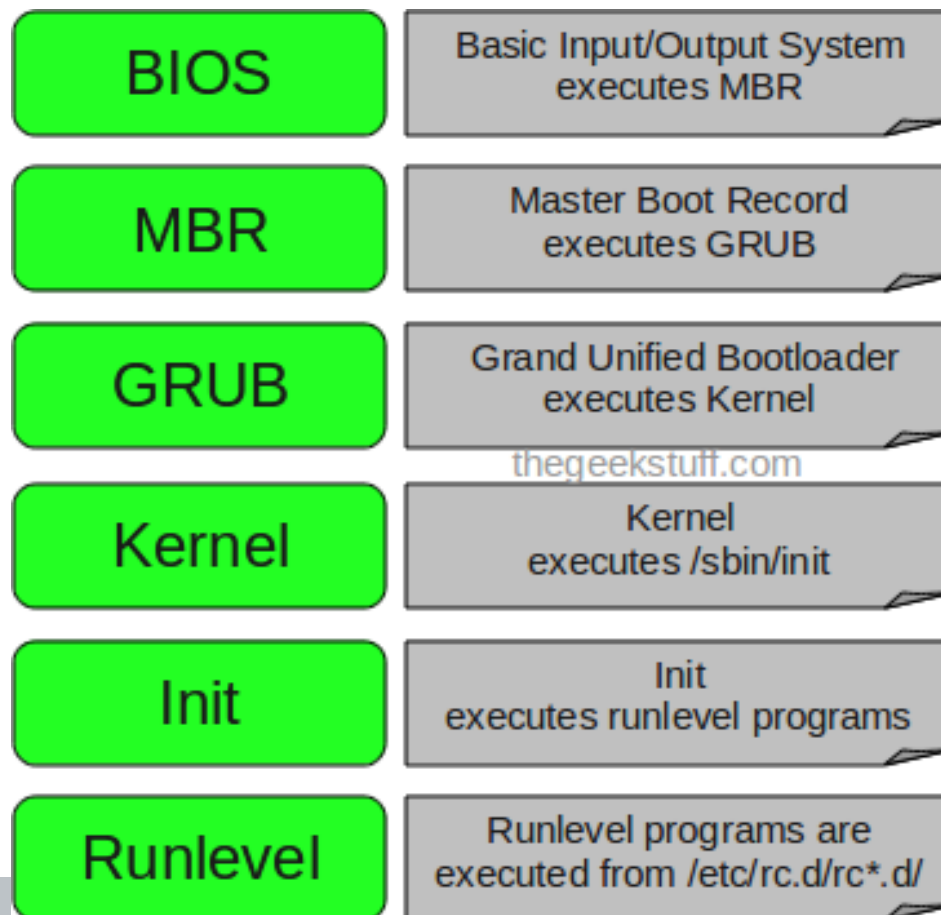 BIOS
Basic Input/Output System
executes MBR
MBR
Master Boot Record
executes GRUB
GRUB
Grand Unified Bootloader
executes Kernel
thegeekstuff.com
Kernel
Kernel
executes /sbin/init
Init
Init
executes runlevel programs
Runlevel
Runlevel programs are
executed from /etc/rc.d/rc*.d/